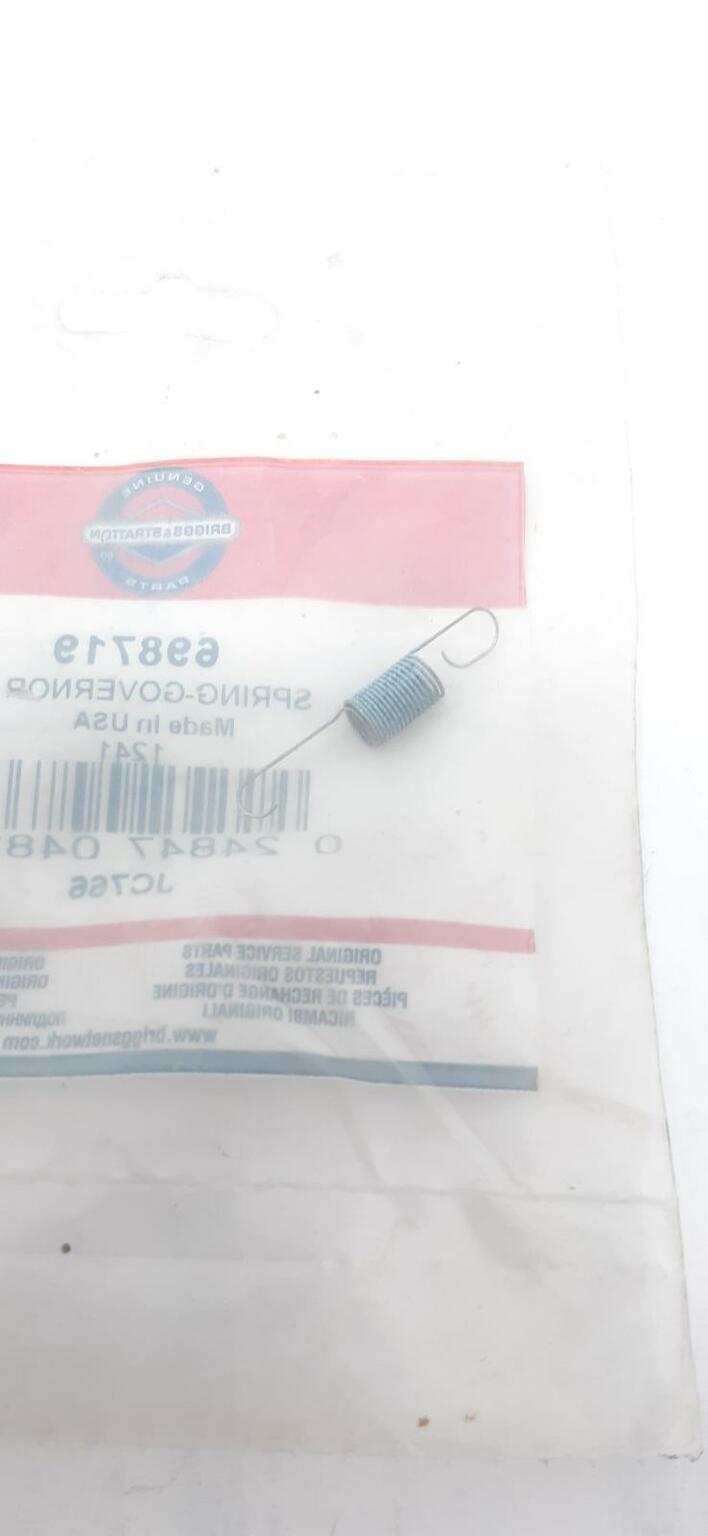 GENUINE
BRIGGS & STRATTON
PARTS
698719
SPRING-GOVERNOR
Made In USA
1241
0 24847 048
JC766
ORIGINAL SERVICE PARTS
REPUESTOS ORIGINALES
PIÈCES DE RECHANGE D'ORIGINE
RICAMBI ORIGINALI
www.briggsnetwork.com